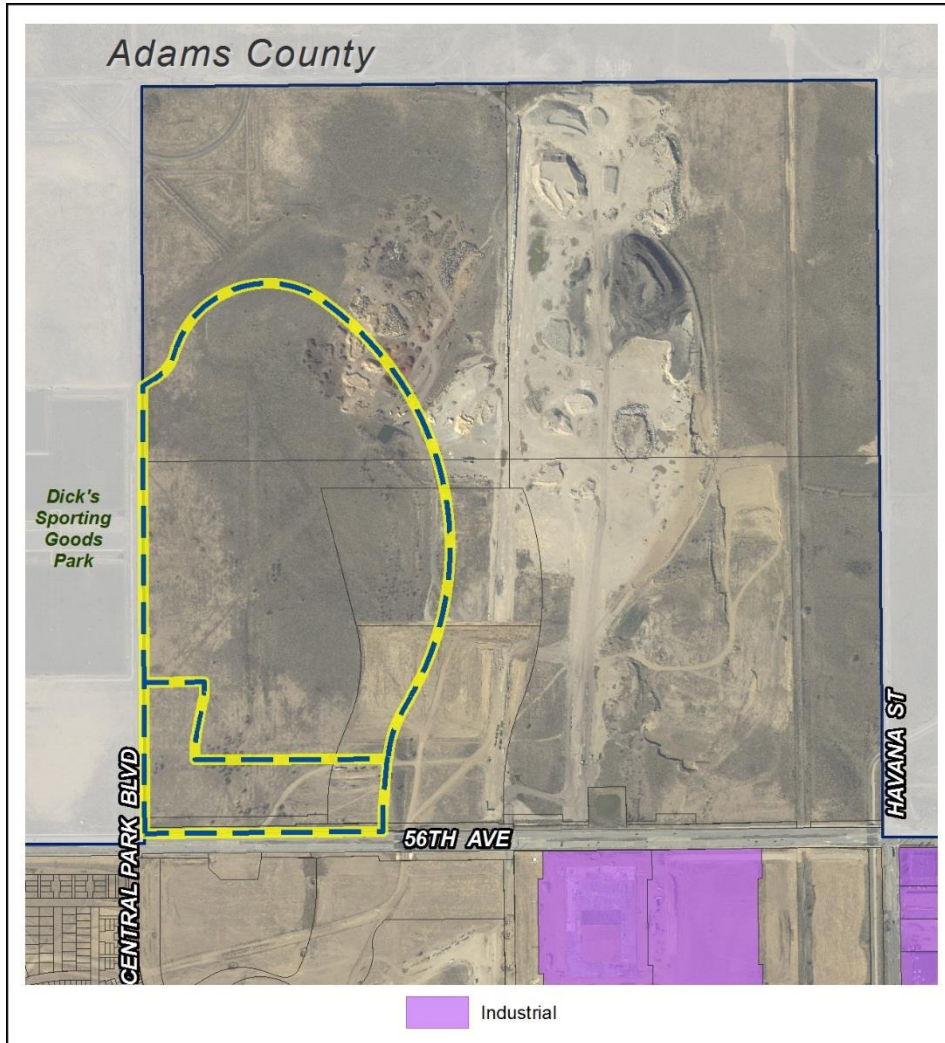 Adams County
Dick's
Sporting
Goods
Park
CENTRAL PARK BLVD
56TH AVE
HAVANA ST
Industrial